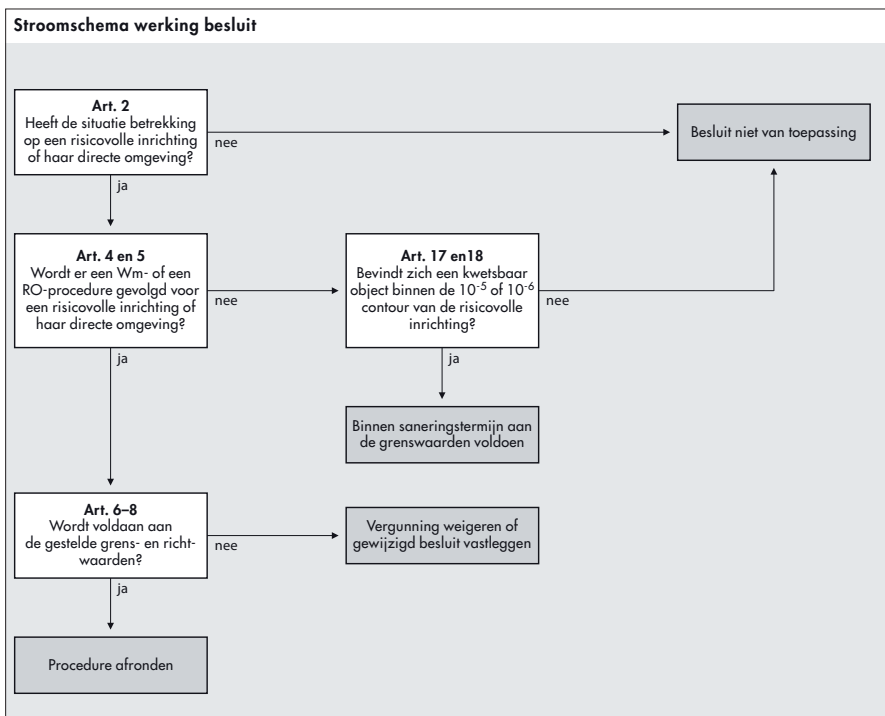 Stroomschema werking besluit
Art. 2
Heeft de situatie betrekking
op een risicovolle inrichting
of haar directe omgeving?
nee
Besluit niet van toepassing
ja
Art. 4 en 5
Wordt er een Wm- of een
RO-procedure gevolgd voor
een risicovolle inrichting of
haar directe omgeving?
nee
Art. 17 en18
Bevindt zich een kwetsbaar
object binnen de 10-5 of 10-6
contour van de risicovolle
inrichting?
nee
ja
ja
Binnen saneringstermijn aan
de grenswaarden voldoen
Art. 6–8
Wordt voldaan aan
de gestelde grens- en richt-
waarden?
nee
Vergunning weigeren of
gewijzigd besluit vastleggen
ja
Procedure afronden